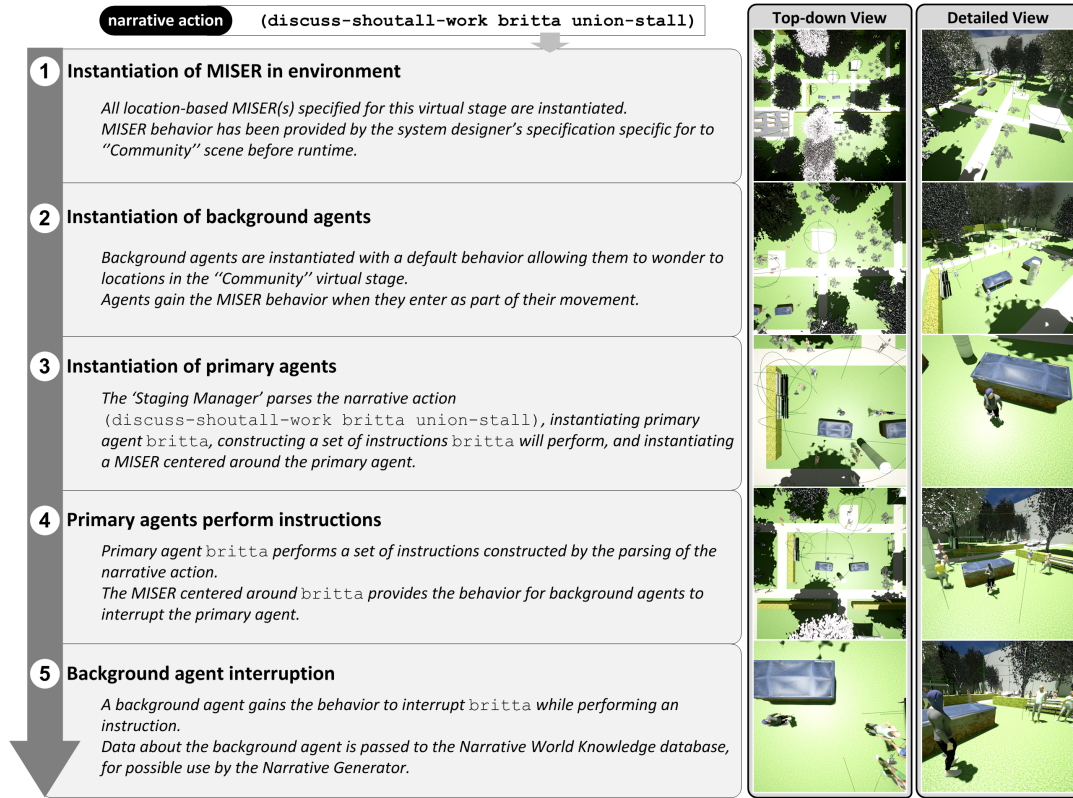 narrative action (discuss-shoutall-work britta union-stall)
Top-down View
Detailed View
1 Instantiation of MISER in environment
All location-based MISER(s) specified for this virtual stage are instantiated.
MISER behavior has been provided by the system designer's specification specific for to
‘‘Community’’ scene before runtime.
2 Instantiation of background agents
Background agents are instantiated with a default behavior allowing them to wonder to
locations in the ‘‘Community’’ virtual stage.
Agents gain the MISER behavior when they enter as part of their movement.
3 Instantiation of primary agents
The ‘Staging Manager’ parses the narrative action
(discuss-shoutall-work britta union-stall), instantiating primary
agent britta, constructing a set of instructions britta will perform, and instantiating
a MISER centered around the primary agent.
4 Primary agents perform instructions
Primary agent britta performs a set of instructions constructed by the parsing of the
narrative action.
The MISER centered around britta provides the behavior for background agents to
interrupt the primary agent.
5 Background agent interruption
A background agent gains the behavior to interrupt britta while performing an
instruction.
Data about the background agent is passed to the Narrative World Knowledge database,
for possible use by the Narrative Generator.